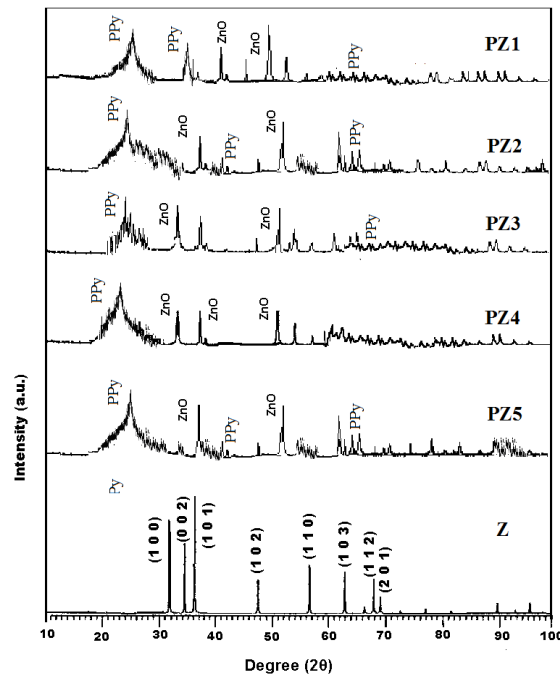 PPy PPy ZnO ZnO PZ1
PPy ZnO PPy ZnO PPy PZ2
PPy ZnO ZnO PPy PZ3
PPy ZnO ZnO ZnO PZ4
PPy ZnO PPy ZnO PPy PZ5
Py Z
(1 0 0) (0 0 2) (1 0 1) (1 0 2) (1 1 0) (1 0 3) (1 1 2) (2 0 1)
Intensity (a.u.)
10 20 30 40 50 60 70 80 90 100
Degree (2θ)